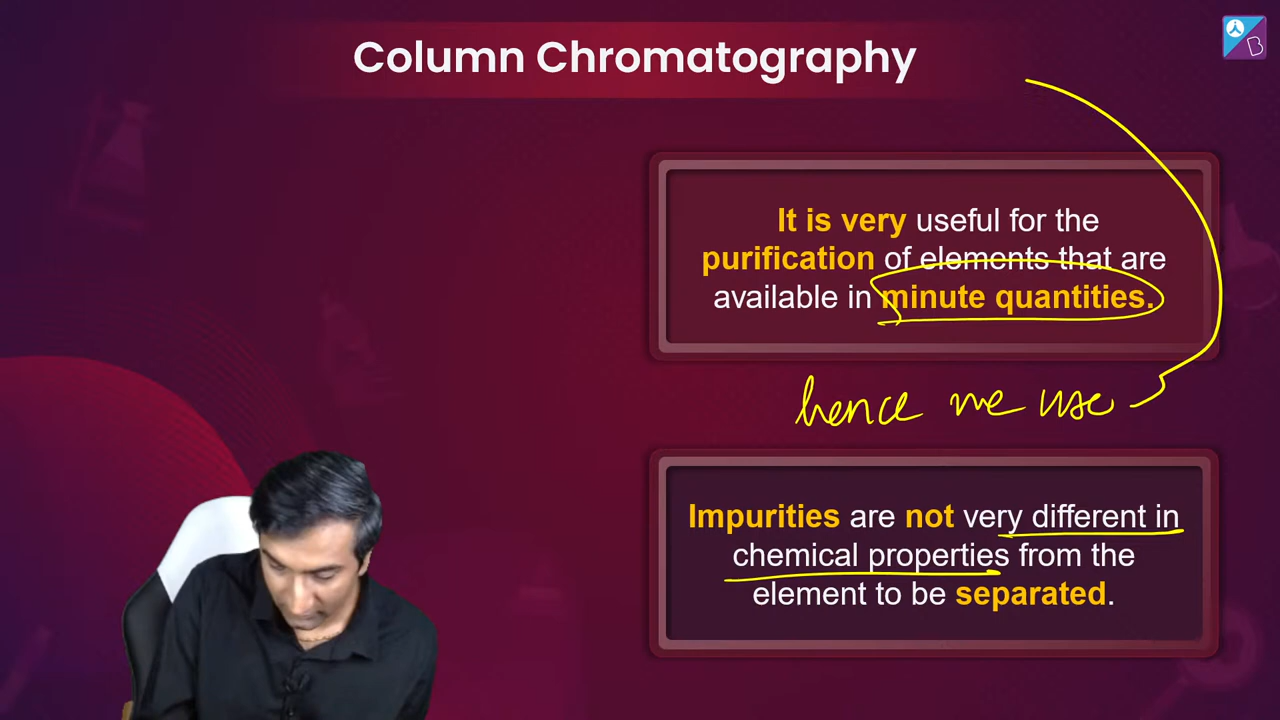 Column Chromatography
It is very useful for the
purification of elements that are
available in minute quantities.
hence we use
Impurities are not very different in
chemical properties from the
element to be separated.
B